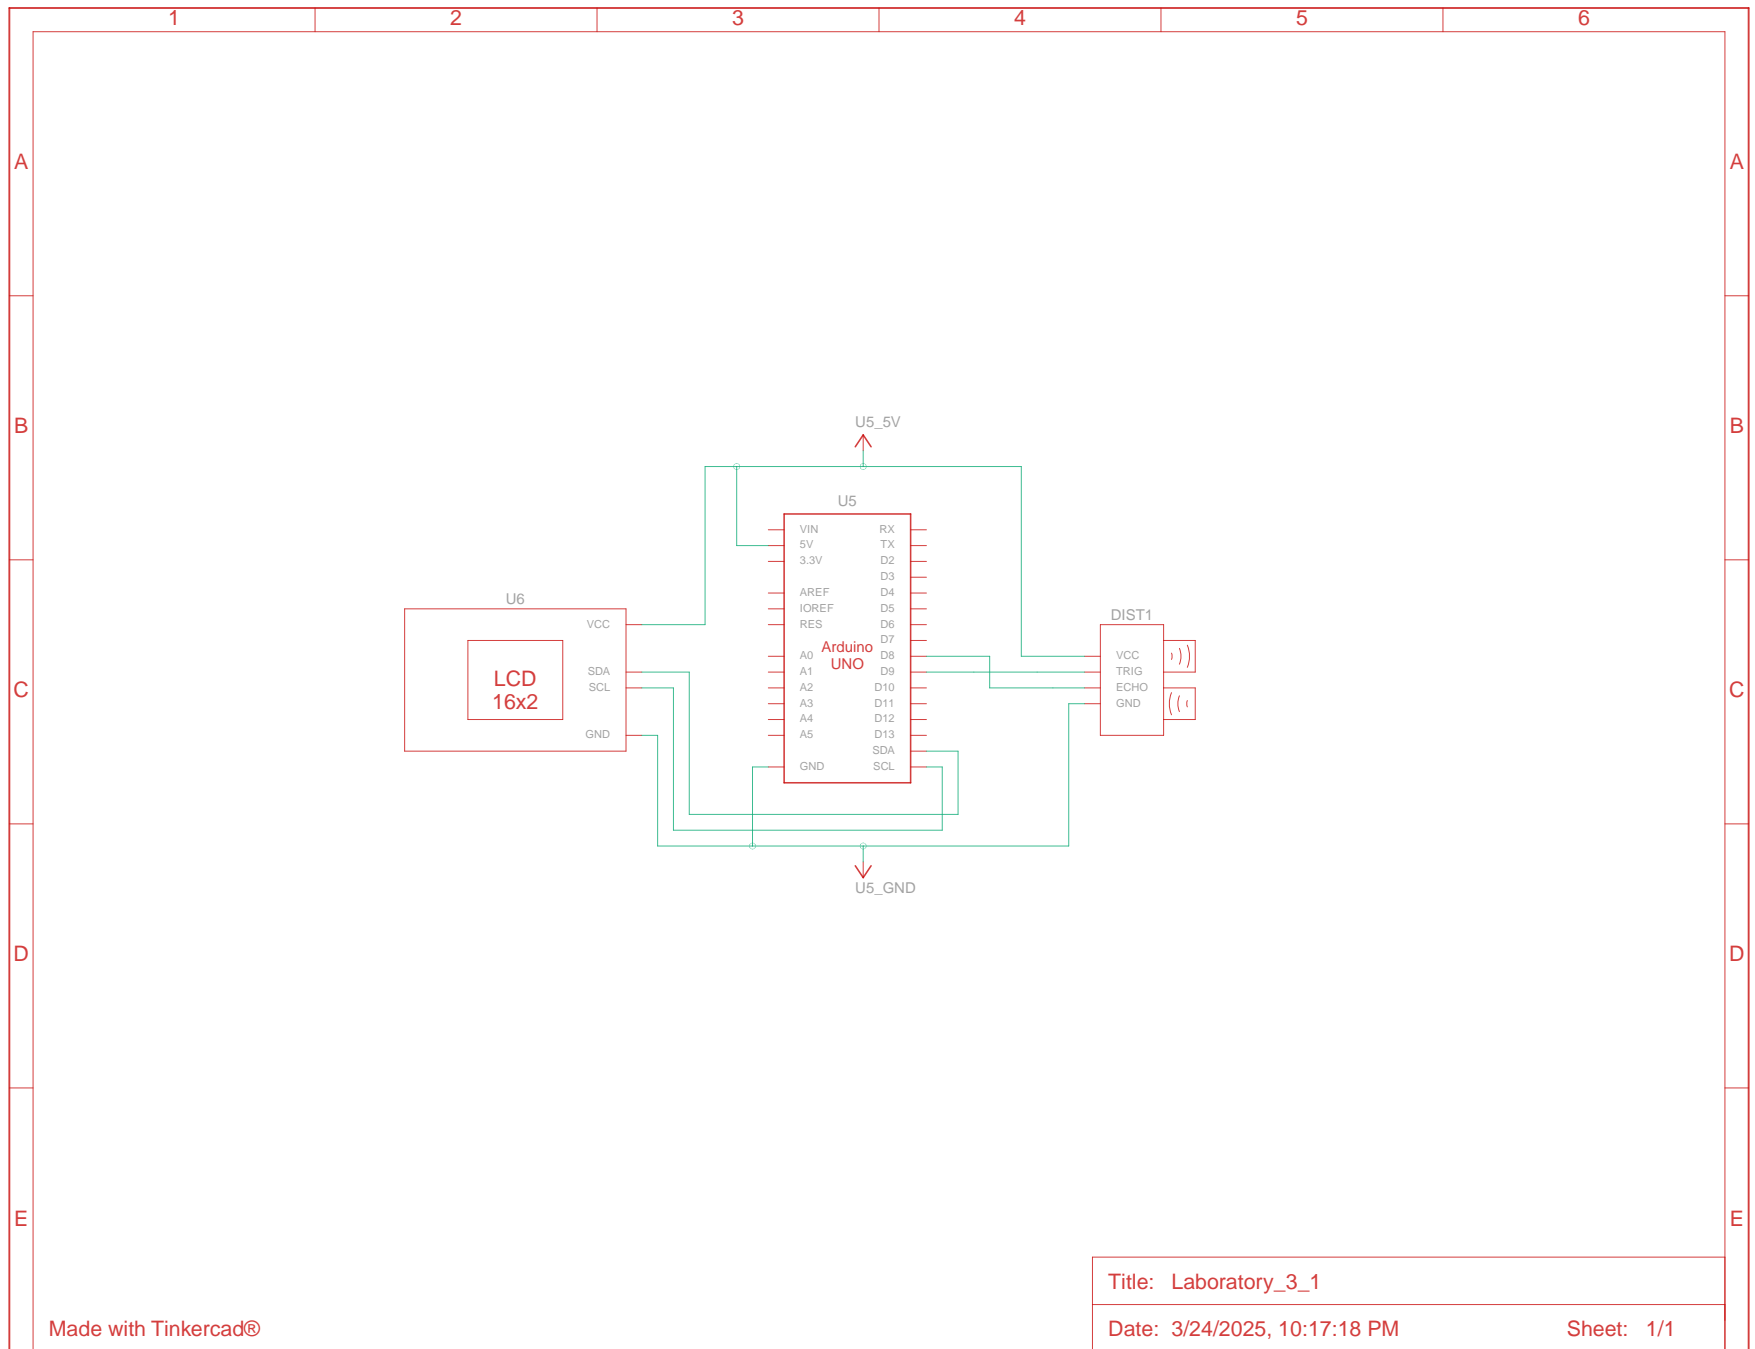 1 2 3 4 5 6
A A
B B
U5_5V
U5
VIN RX
5V TX
3.3V D2
D3
AREF D4
IOREF D5
RES D6
D7
A0 D8
A1 D9
A2 D10
A3 D11
A4 D12
A5 D13
SDA
GND SCL
Arduino
UNO
U6
VCC
SDA
SCL
GND
LCD
16x2
DIST1
VCC
TRIG
ECHO
GND
C C
U5_GND
D D
E E
Title: Laboratory_3_1
Made with Tinkercad®
Date: 3/24/2025, 10:17:18 PM Sheet: 1/1